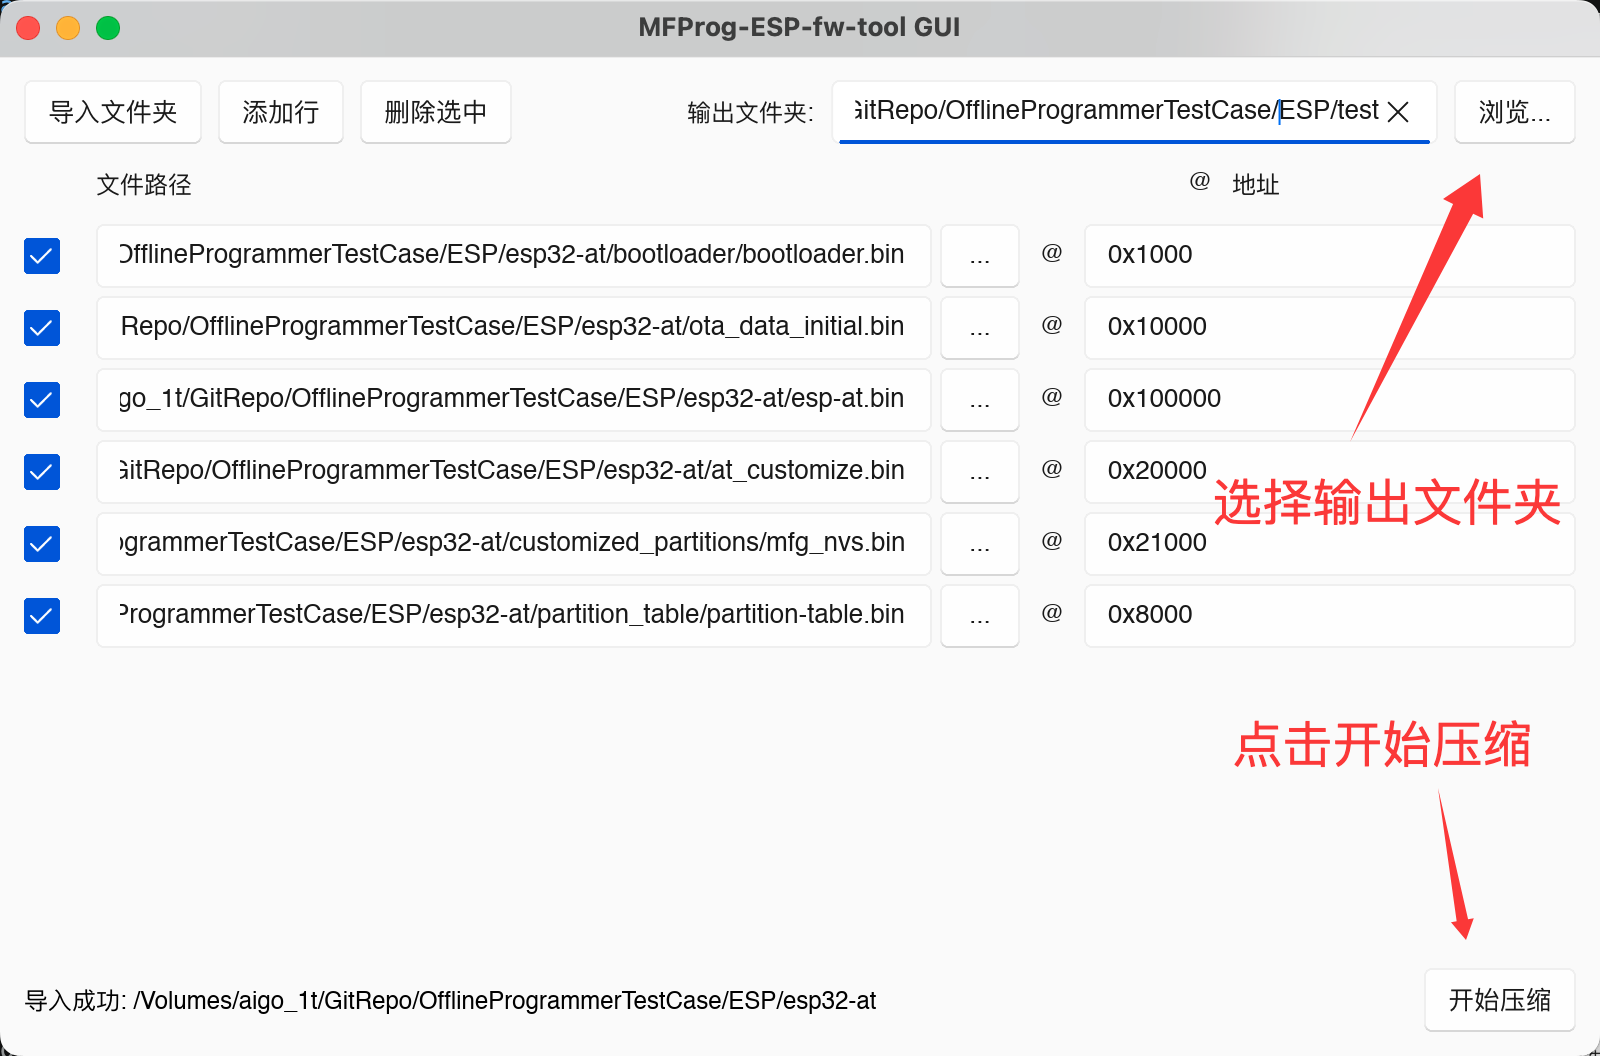 MFProg-ESP-fw-tool GUI
导入文件夹 添加行 删除选中 输出文件夹: GitRepo/OfflineProgrammerTestCase/ESP/test 浏览...
文件路径 @ 地址
OfflineProgrammerTestCase/ESP/esp32-at/bootloader/bootloader.bin ... @ 0x1000
Repo/OfflineProgrammerTestCase/ESP/esp32-at/ota_data_initial.bin ... @ 0x10000
igo_1t/GitRepo/OfflineProgrammerTestCase/ESP/esp32-at/esp-at.bin ... @ 0x100000
GitRepo/OfflineProgrammerTestCase/ESP/esp32-at/at_customize.bin ... @ 0x20000
选择输出文件夹
ogrammerTestCase/ESP/esp32-at/customized_partitions/mfg_nvs.bin ... @ 0x21000
ProgrammerTestCase/ESP/esp32-at/partition_table/partition-table.bin ... @ 0x8000
点击开始压缩
导入成功: /Volumes/aigo_1t/GitRepo/OfflineProgrammerTestCase/ESP/esp32-at 开始压缩